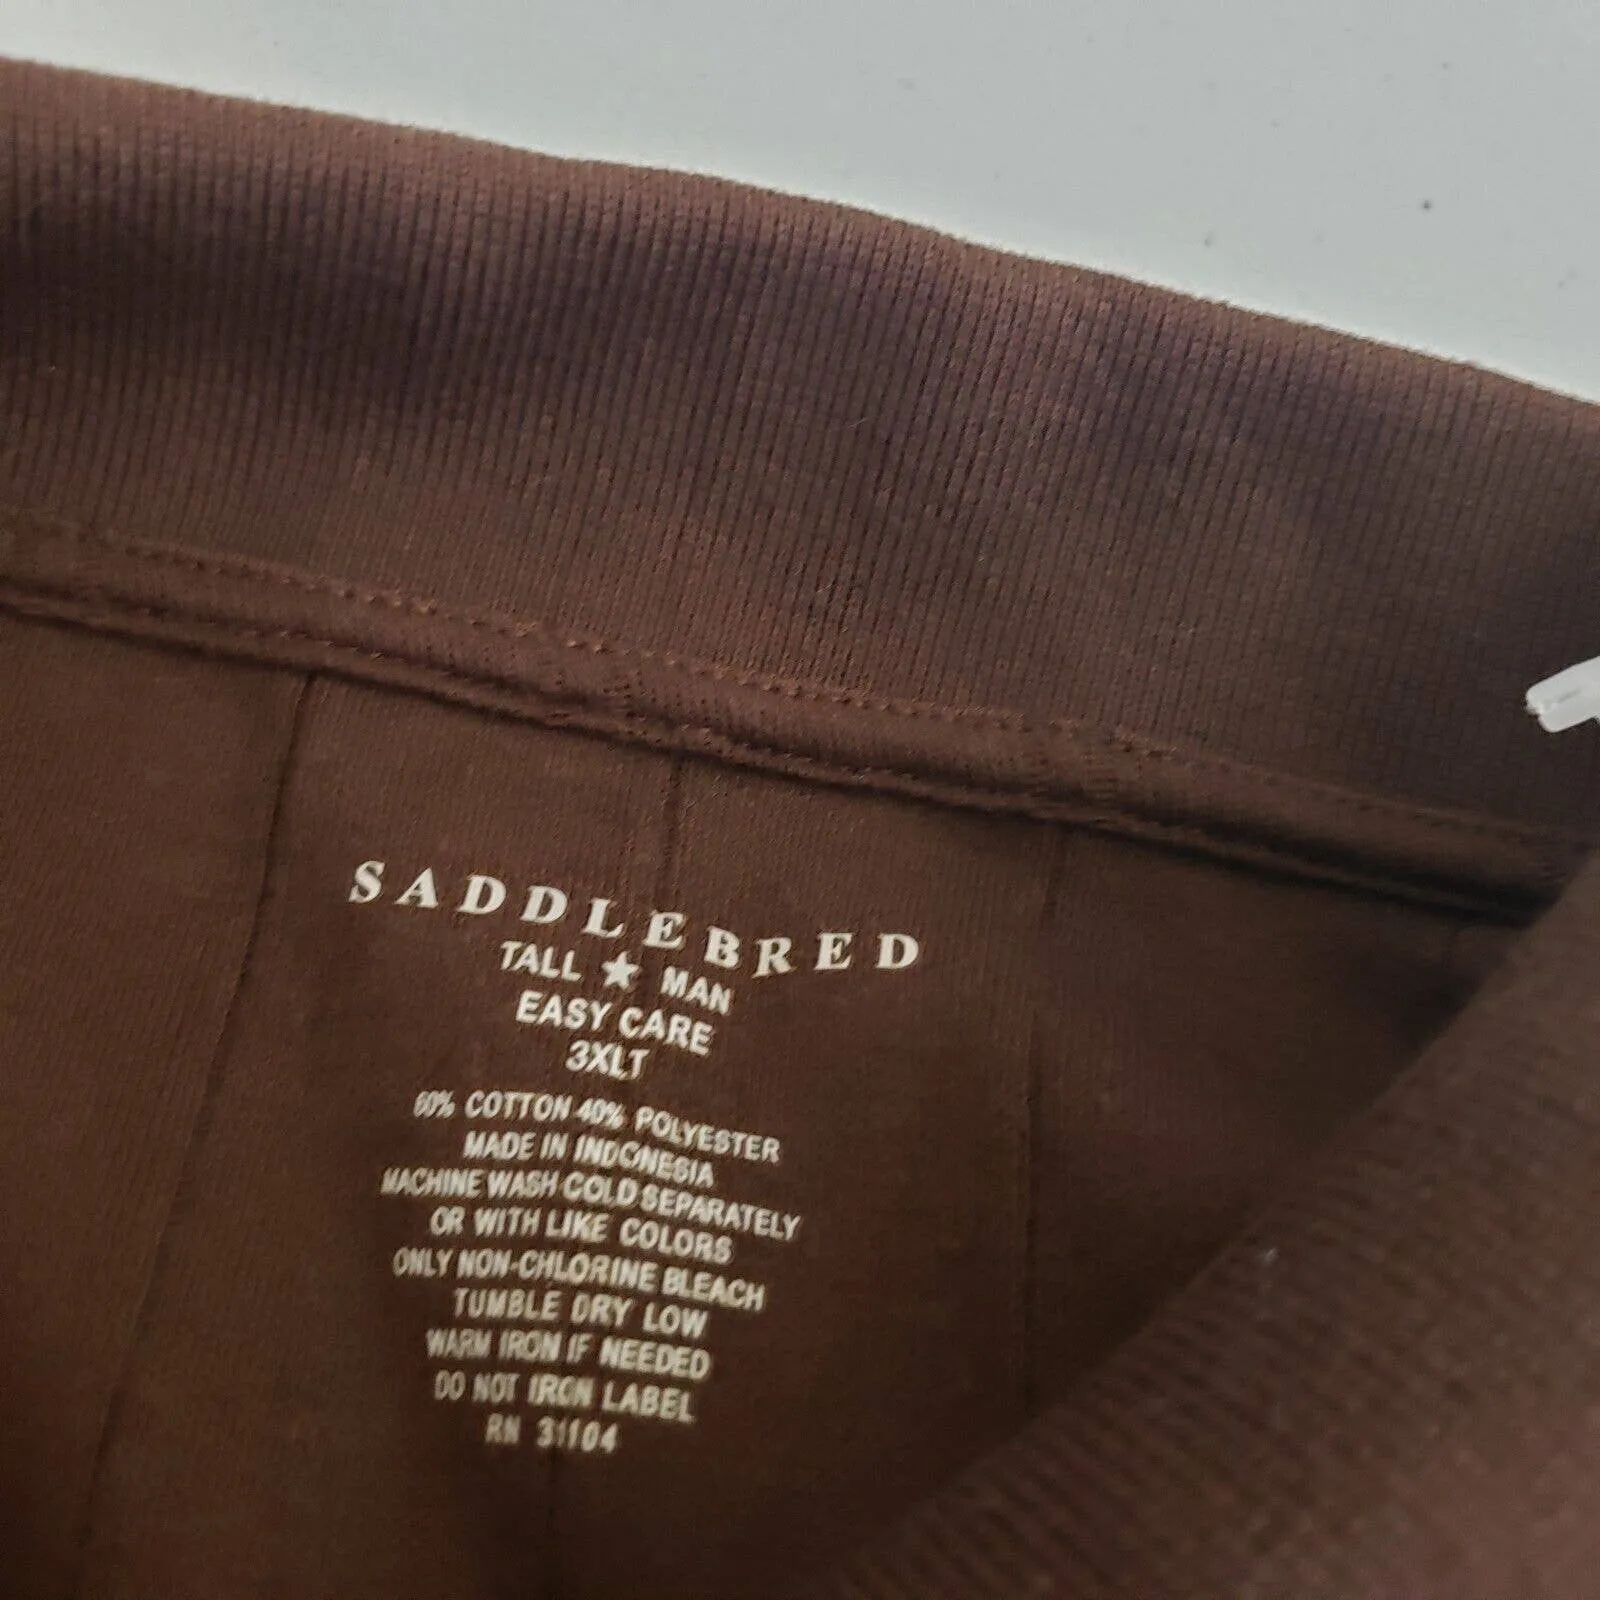 SADDLEBRED
TALL ★ MAN
EASY CARE
3XLT
60% COTTON 40% POLYESTER
MADE IN INDONESIA
MACHINE WASH COLD SEPARATELY
OR WITH LIKE COLORS
ONLY NON-CHLORINE BLEACH
TUMBLE DRY LOW
WARM IRON IF NEEDED
DO NOT IRON LABEL
RN 31104